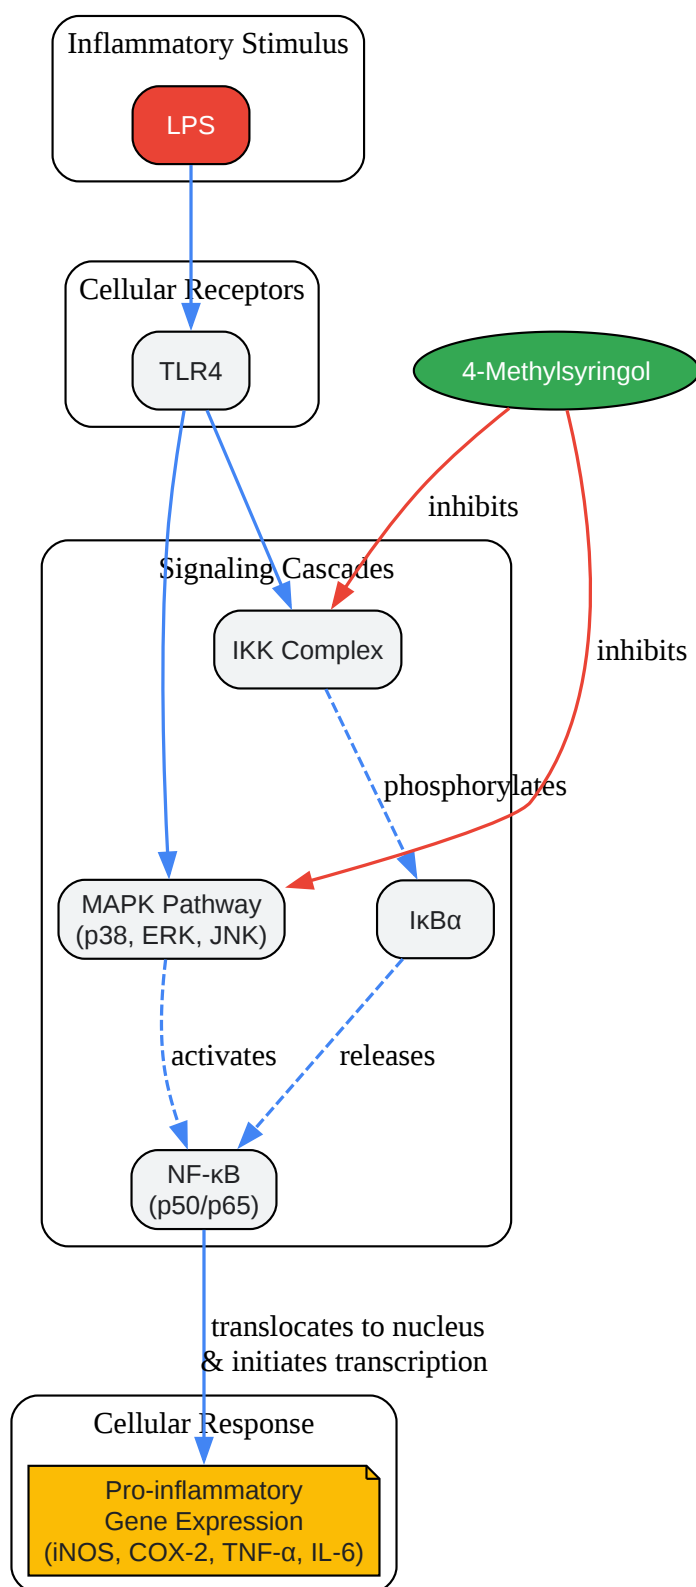 Inflammatory Stimulus
LPS
Cellular Receptors
TLR4
4-Methylsyringol
inhibits
Signaling Cascades
IKK Complex
inhibits
phosphorylates
MAPK Pathway
(p38, ERK, JNK)
IκBα
activates
releases
NF-κB
(p50/p65)
translocates to nucleus
& initiates transcription
Cellular Response
Pro-inflammatory
Gene Expression
(iNOS, COX-2, TNF-α, IL-6)